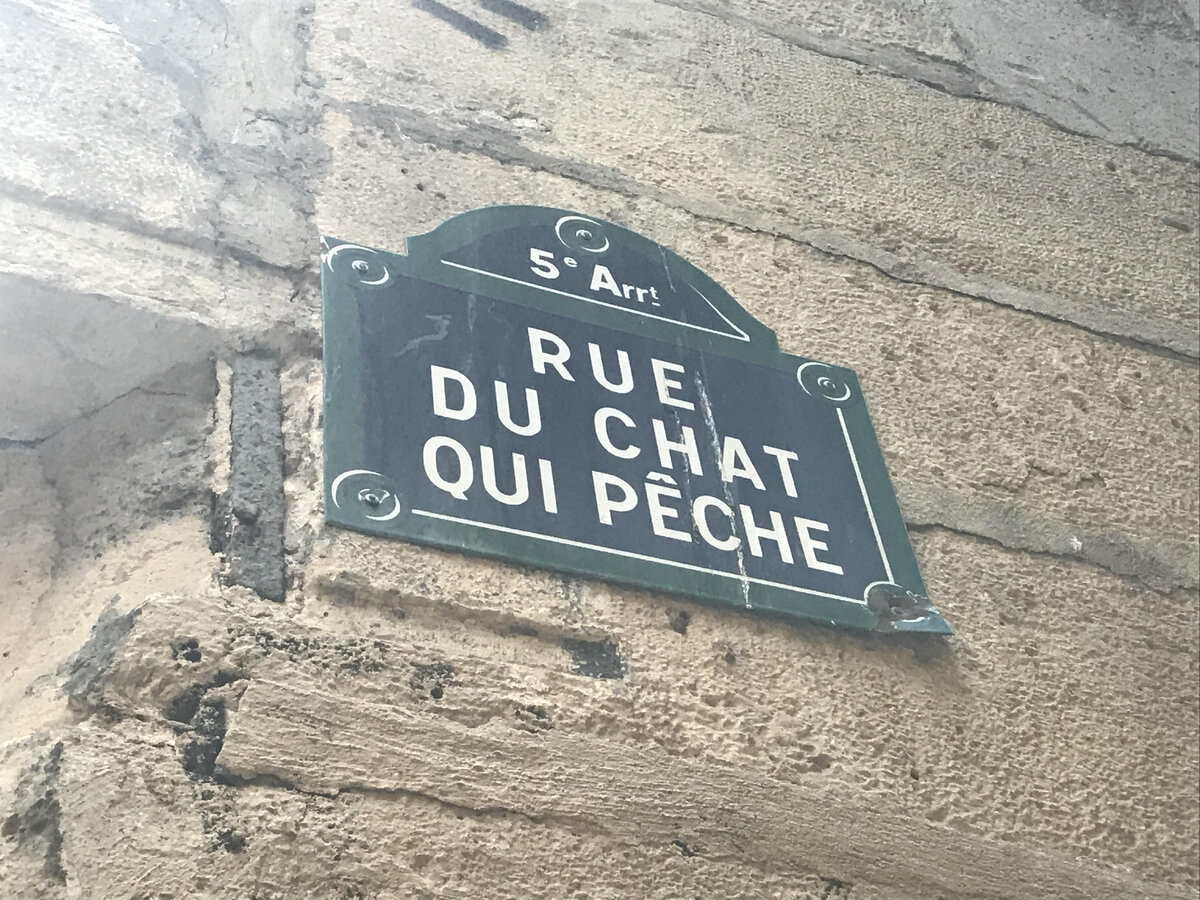 5e Arrt
RUE
DU CHAT
QUI PÊCHE